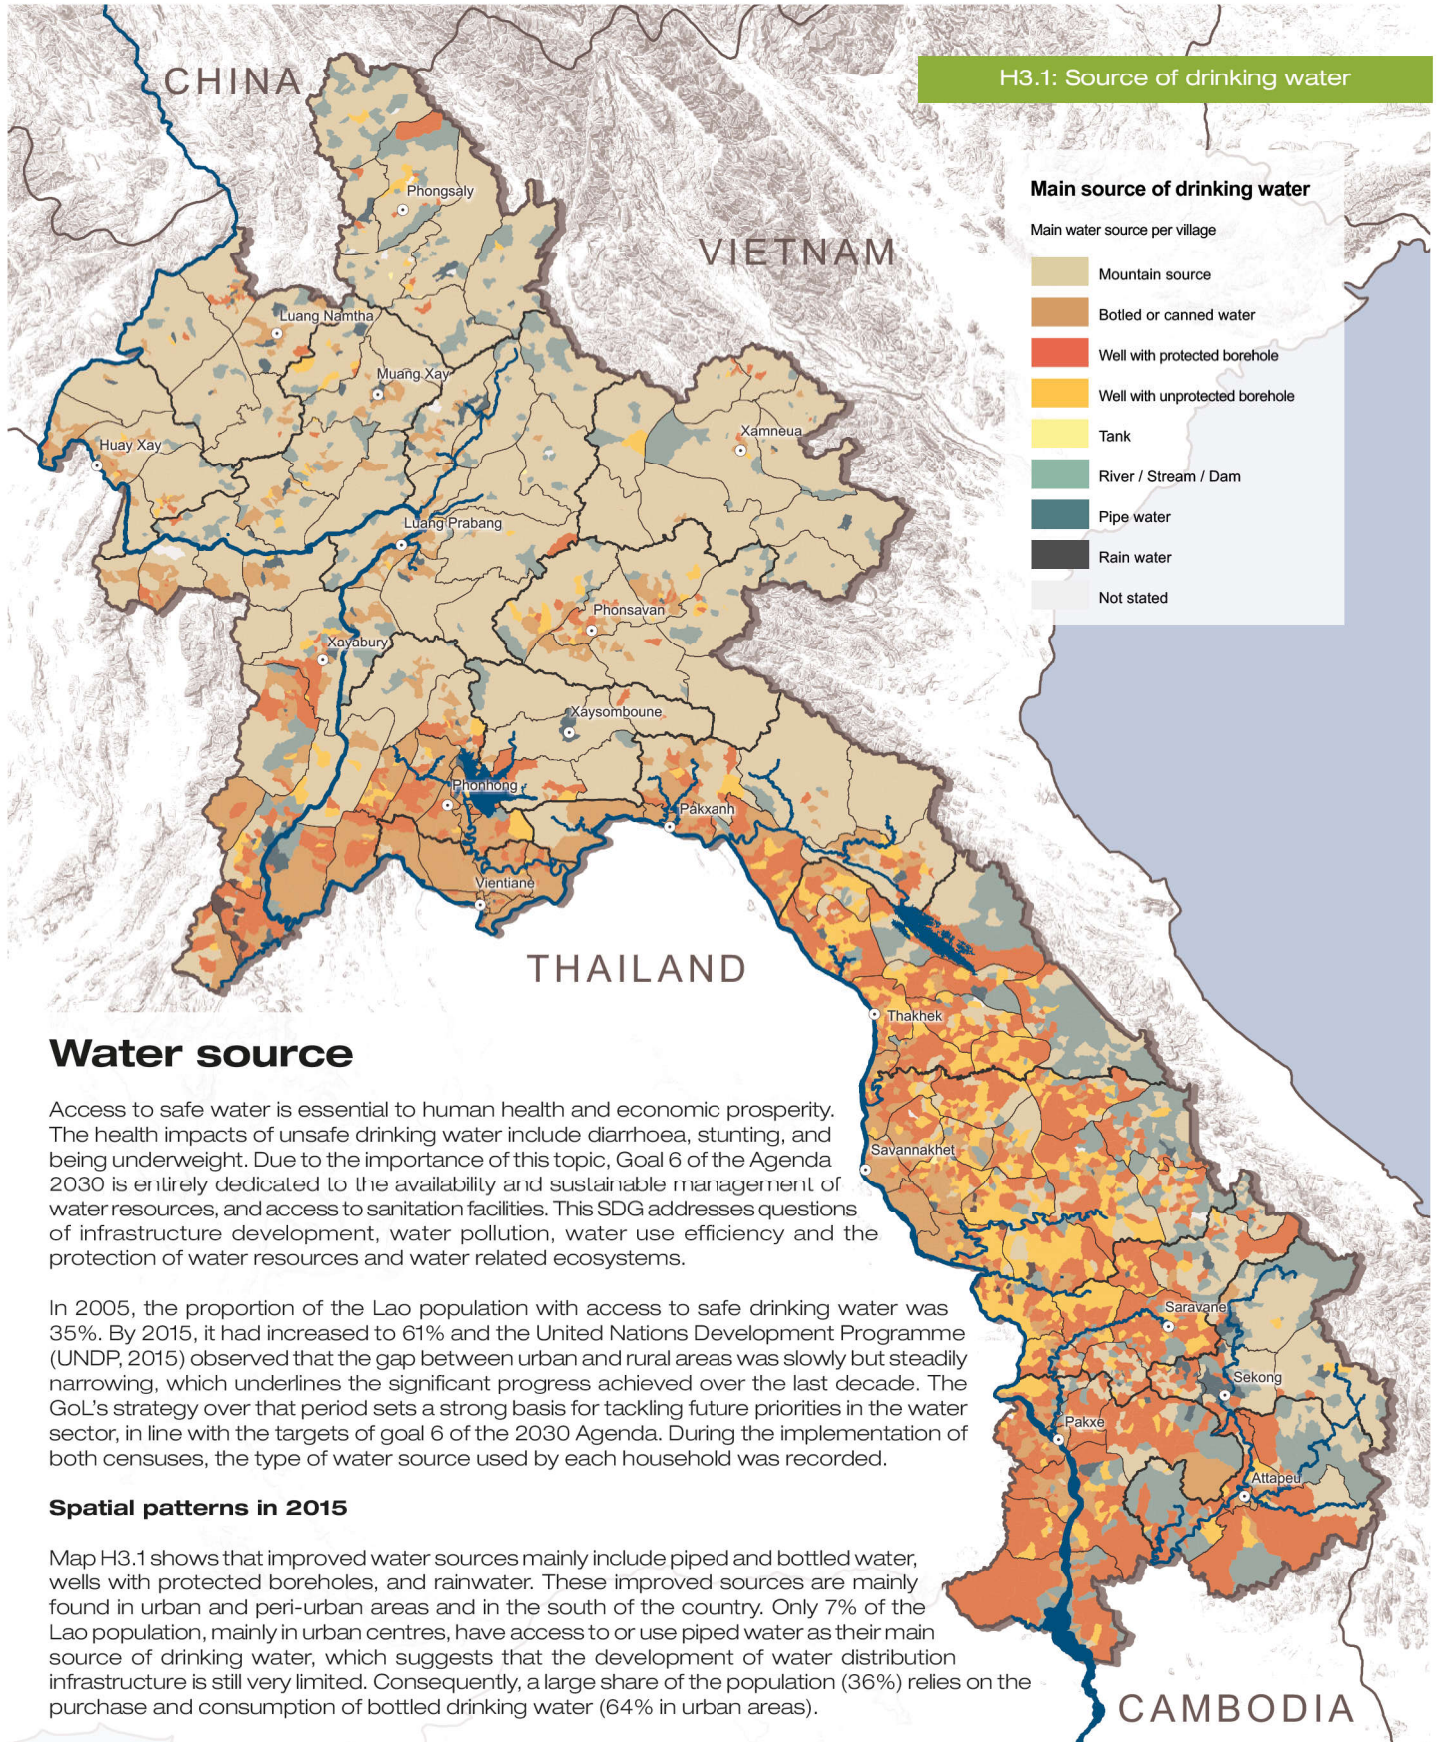 CHINA
H3.1: Source of drinking water
Main source of drinking water
Phongsaly
Main water source per village
VIETNAM
Mountain source
Botled or canned water
Luang Namtha
Well with protected borehole
Muang Xay
Well with unprotected borehole
Xamneua
Tank
Huay Xay
River / Stream / Dam
Pipe water
Luang Prabang
Rain water
Not stated
Phonsavan
Xayabury
Xaysomboune
Phonhong
Pakxanh
Vientiane
THAILAND
Thakhek
Water source
Access to safe water is essential to human health and economic prosperity.
The health impacts of unsafe drinking water include diarrhoea, stunting, and
being underweight. Due to the importance of this topic, Goal 6 of the Agenda
2030 is entirely dedicated to the availability and sustainable management of
water resources, and access to sanitation facilities. This SDG addresses questions
of infrastructure development, water pollution, water use efficiency and the
protection of water resources and water related ecosystems.
Savannakhet
In 2005, the proportion of the Lao population with access to safe drinking water was
35%. By 2015, it had increased to 61% and the United Nations Development Programme
(UNDP, 2015) observed that the gap between urban and rural areas was slowly but steadily
narrowing, which underlines the significant progress achieved over the last decade. The
GoL's strategy over that period sets a strong basis for tackling future priorities in the water
sector, in line with the targets of goal 6 of the 2030 Agenda. During the implementation of
both censuses, the type of water source used by each household was recorded.
Saravane
Sekong
Pakxe
Attapeu
Spatial patterns in 2015
Map H3.1 shows that improved water sources mainly include piped and bottled water,
wells with protected boreholes, and rainwater. These improved sources are mainly
found in urban and peri-urban areas and in the south of the country. Only 7% of the
Lao population, mainly in urban centres, have access to or use piped water as their main
source of drinking water, which suggests that the development of water distribution
infrastructure is still very limited. Consequently, a large share of the population (36%) relies on the
purchase and consumption of bottled drinking water (64% in urban areas).
CAMBODIA